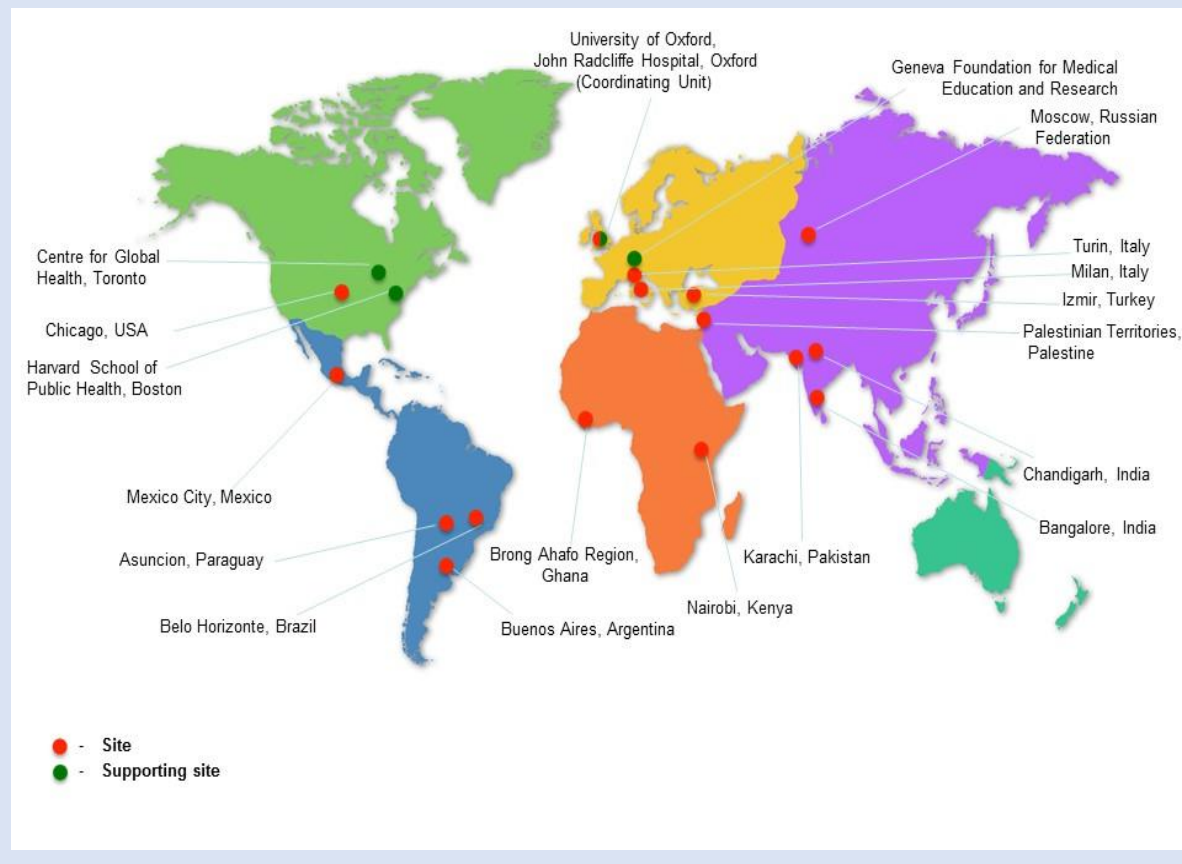 University of Oxford,
John Radcliffe Hospital, Oxford
(Coordinating Unit)
Geneva Foundation for Medical
Education and Research
Moscow, Russian
Federation
Centre for Global
Health, Toronto
Turin, Italy
Milan, Italy
Izmir, Turkey
Chicago, USA
Palestinian Territories,
Palestine
Harvard School of
Public Health, Boston
Chandigarh, India
Mexico City, Mexico
Bangalore, India
Asuncion, Paraguay
Brong Ahafo Region,
Ghana
Karachi, Pakistan
Nairobi, Kenya
Belo Horizonte, Brazil
Buenos Aires, Argentina
- Site
- Supporting site